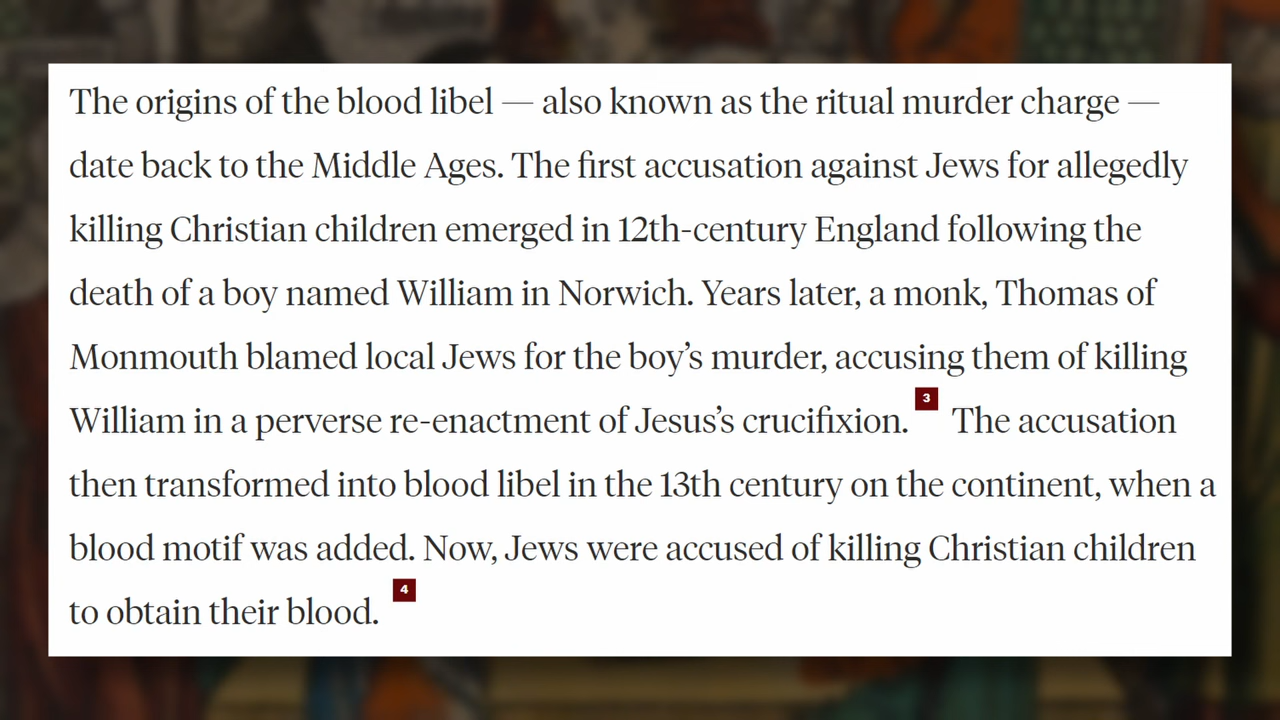 The origins of the blood libel — also known as the ritual murder charge —
date back to the Middle Ages. The first accusation against Jews for allegedly
killing Christian children emerged in 12th-century England following the
death of a boy named William in Norwich. Years later, a monk, Thomas of
Monmouth blamed local Jews for the boy’s murder, accusing them of killing
William in a perverse re-enactment of Jesus’s crucifixion. 3 The accusation
then transformed into blood libel in the 13th century on the continent, when a
blood motif was added. Now, Jews were accused of killing Christian children
to obtain their blood. 4